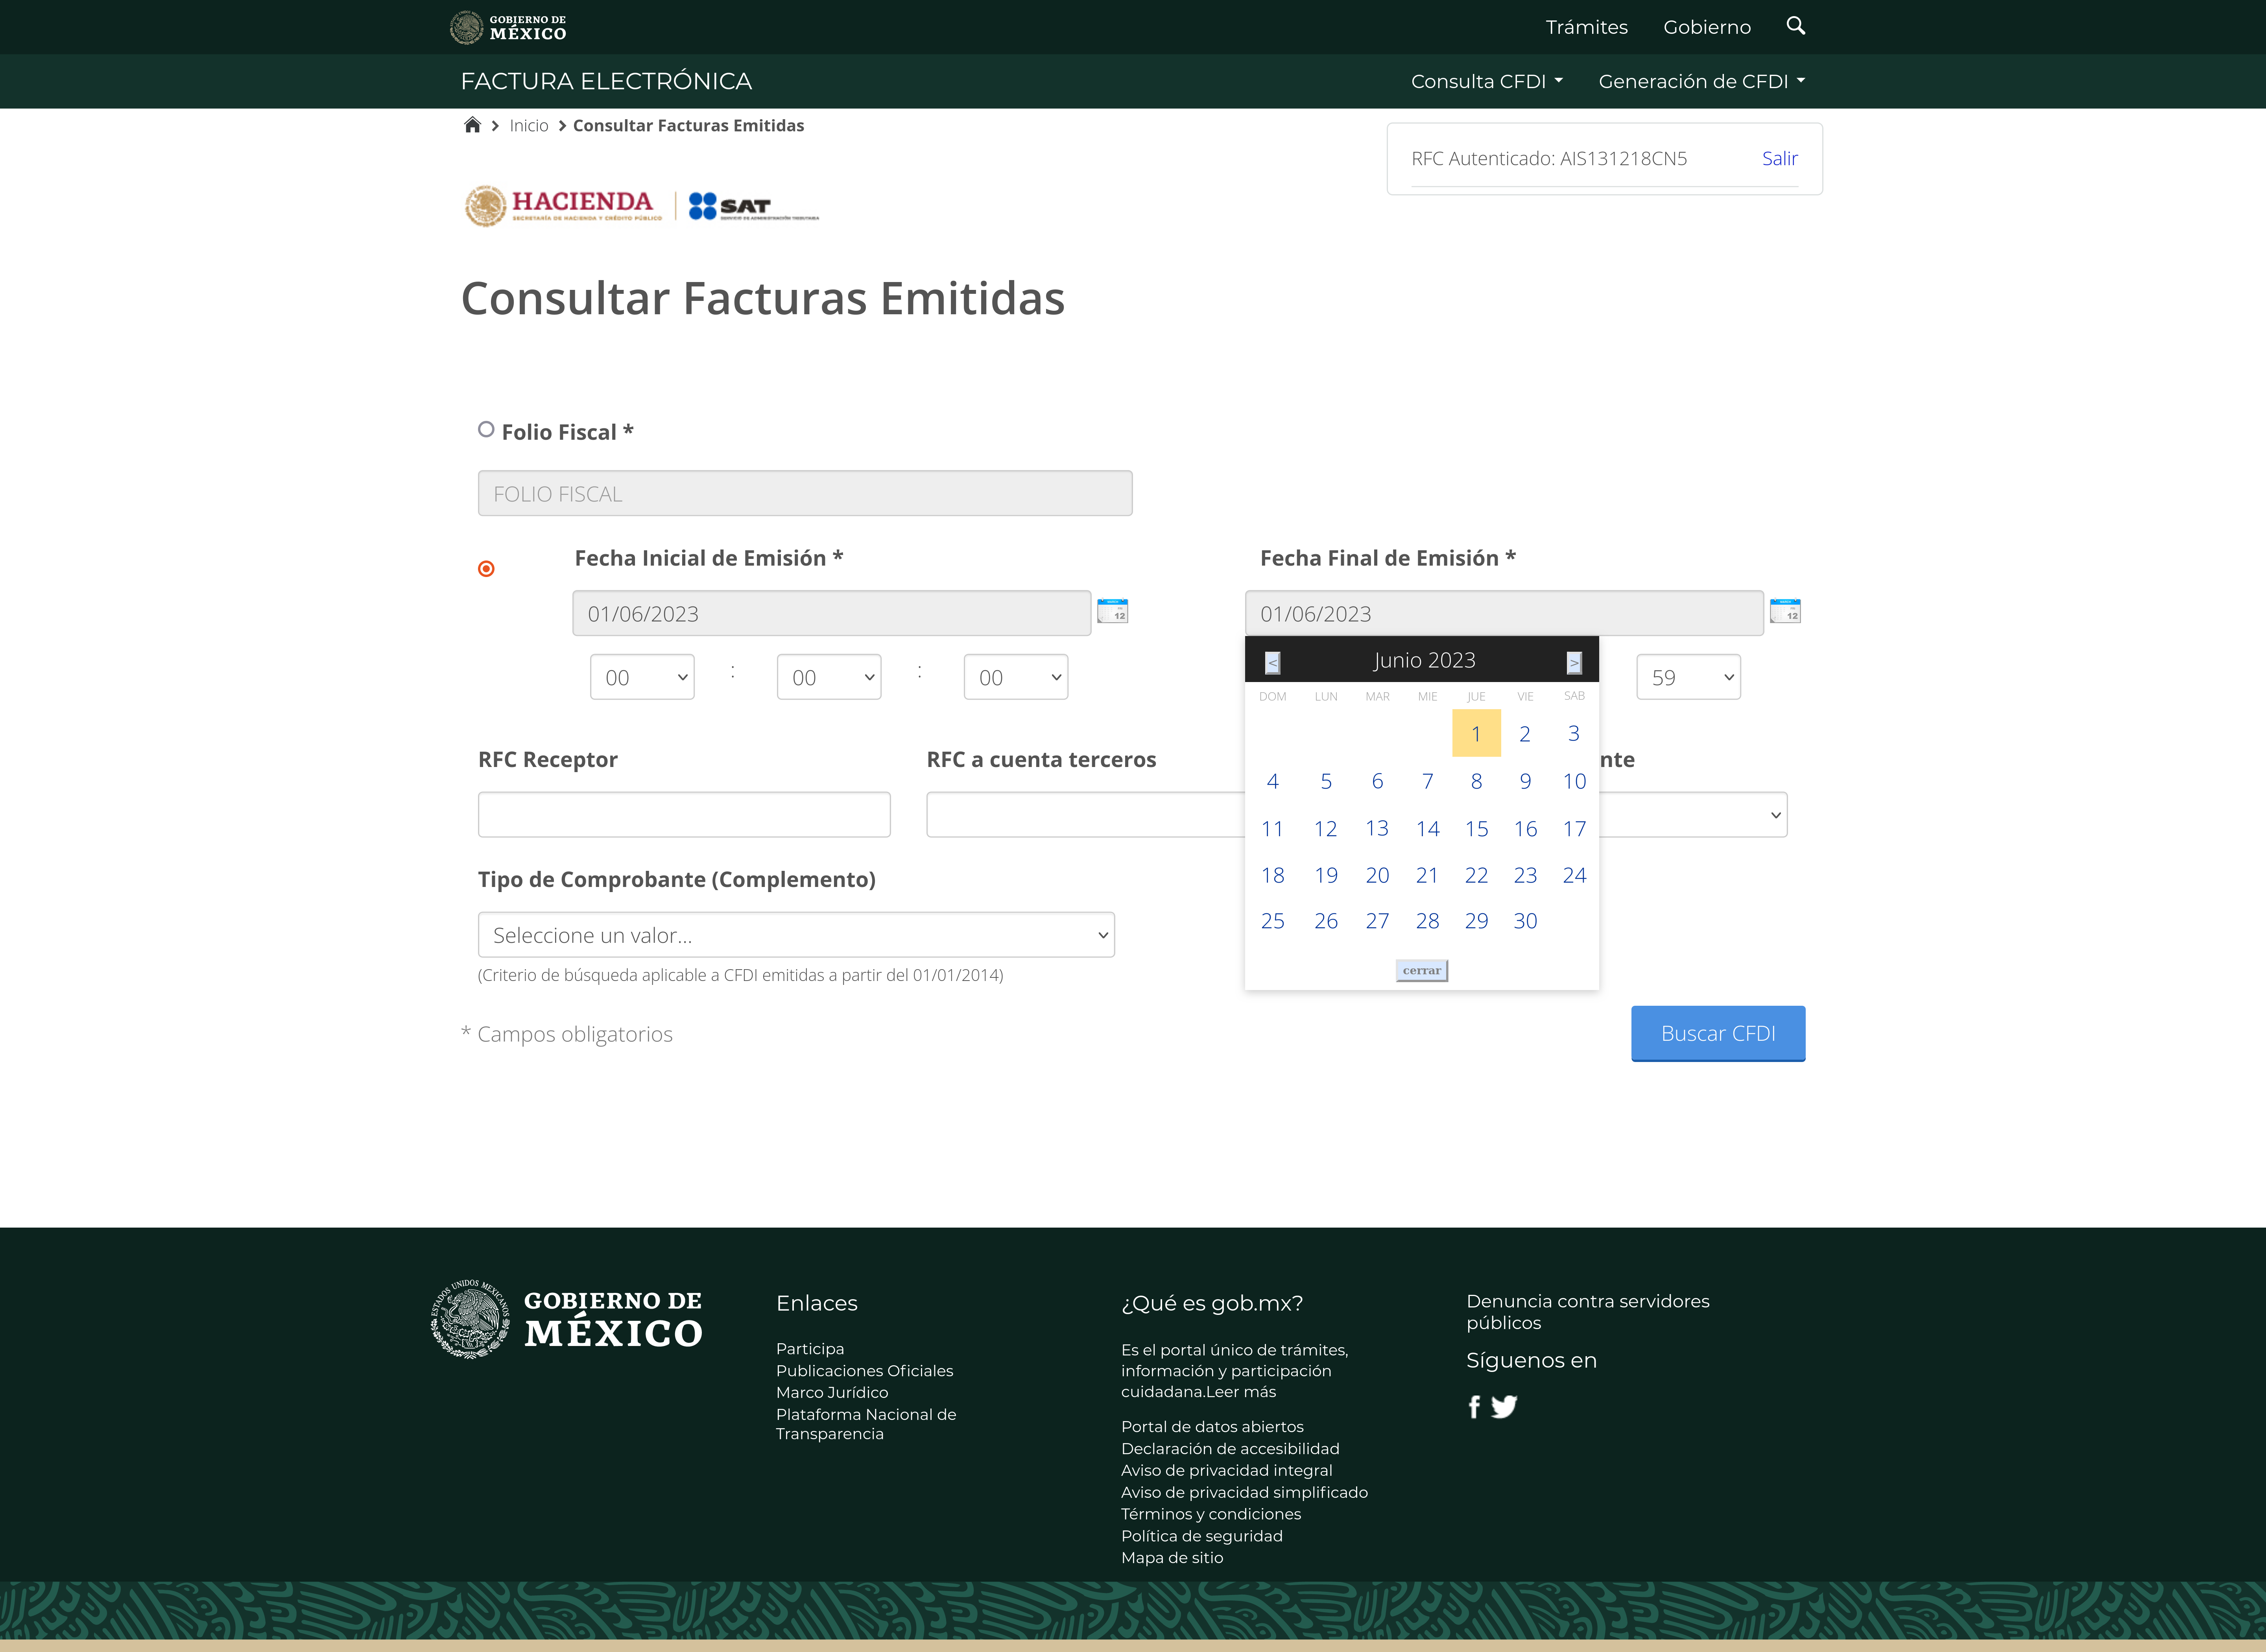 GOBIERNO DE
MÉXICO
Trámites
Gobierno
FACTURA ELECTRÓNICA
Consulta CFDI
Generación de CFDI
Inicio
Consultar Facturas Emitidas
RFC Autenticado: AIS131218CN5
Salir
HACIENDA
SECRETARÍA DE HACIENDA Y CRÉDITO PÚBLICO
SAT
SERVICIO DE ADMINISTRACIÓN TRIBUTARIA
Consultar Facturas Emitidas
Folio Fiscal *
FOLIO FISCAL
Fecha Inicial de Emisión *
Fecha Final de Emisión *
01/06/2023
12
01/06/2023
12
00 : 00 : 00
59
< Junio 2023 >
DOM LUN MAR MIE JUE VIE SAB
1 2 3
4 5 6 7 8 9 10
11 12 13 14 15 16 17
18 19 20 21 22 23 24
25 26 27 28 29 30
cerrar
RFC Receptor
RFC a cuenta terceros
nte
Tipo de Comprobante (Complemento)
Seleccione un valor...
(Criterio de búsqueda aplicable a CFDI emitidas a partir del 01/01/2014)
* Campos obligatorios
Buscar CFDI
ESTADOS UNIDOS MEXICANOS
GOBIERNO DE
MÉXICO
Enlaces
Participa
Publicaciones Oficiales
Marco Jurídico
Plataforma Nacional de
Transparencia
¿Qué es gob.mx?
Es el portal único de trámites,
información y participación
cuidadana.Leer más
Portal de datos abiertos
Declaración de accesibilidad
Aviso de privacidad integral
Aviso de privacidad simplificado
Términos y condiciones
Política de seguridad
Mapa de sitio
Denuncia contra servidores
públicos
Síguenos en